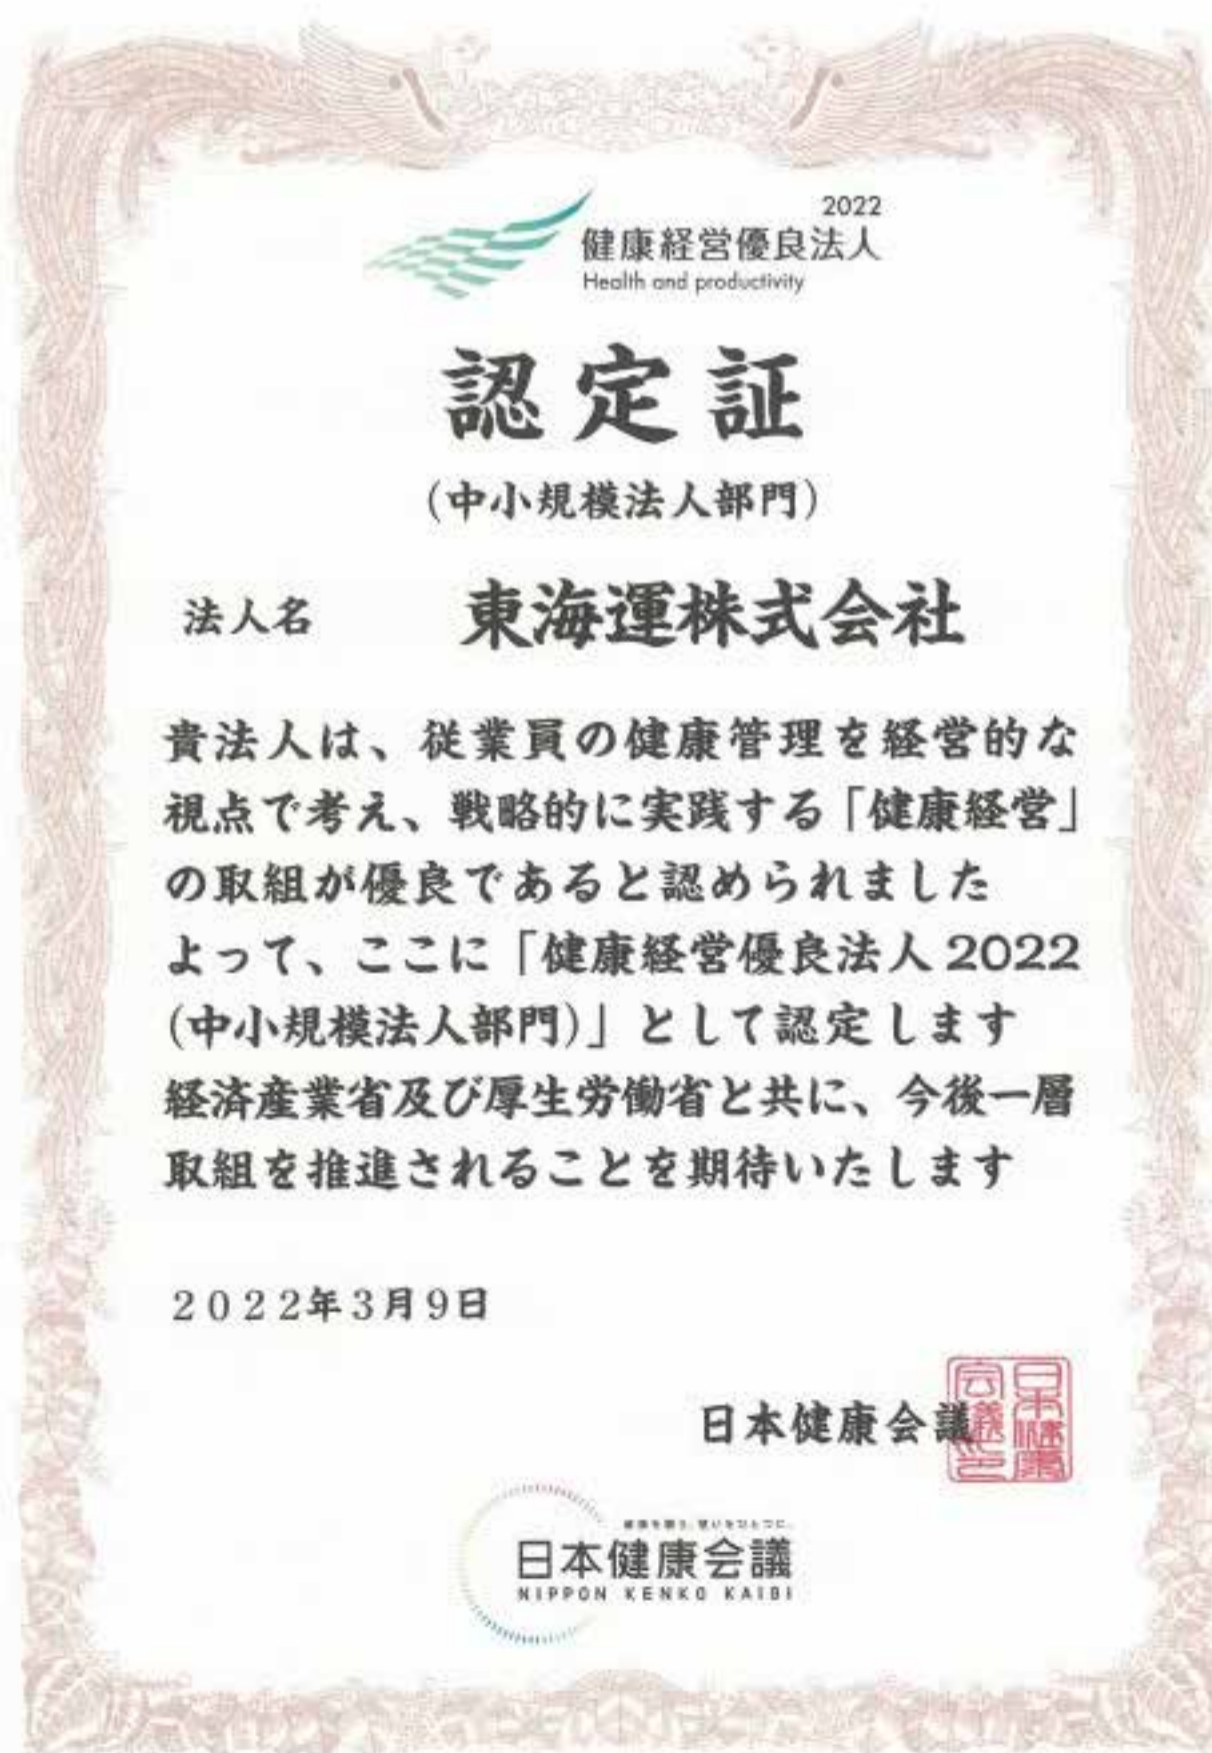 2022
健康経営優良法人
Health and productivity
認定証
(中小規模法人部門)
法人名 東海運株式会社
貴法人は、従業員の健康管理を経営的な
視点で考え、戦略的に実践する「健康経営」
の取組が優良であると認められました
よって、ここに「健康経営優良法人2022
(中小規模法人部門)」として認定します
経済産業省及び厚生労働省と共に、今後一層
取組を推進されることを期待いたします
2022年3月9日
日本健康会議
日本健康
会議之印
日本健康会議
NIPPON KENKO KAIGI